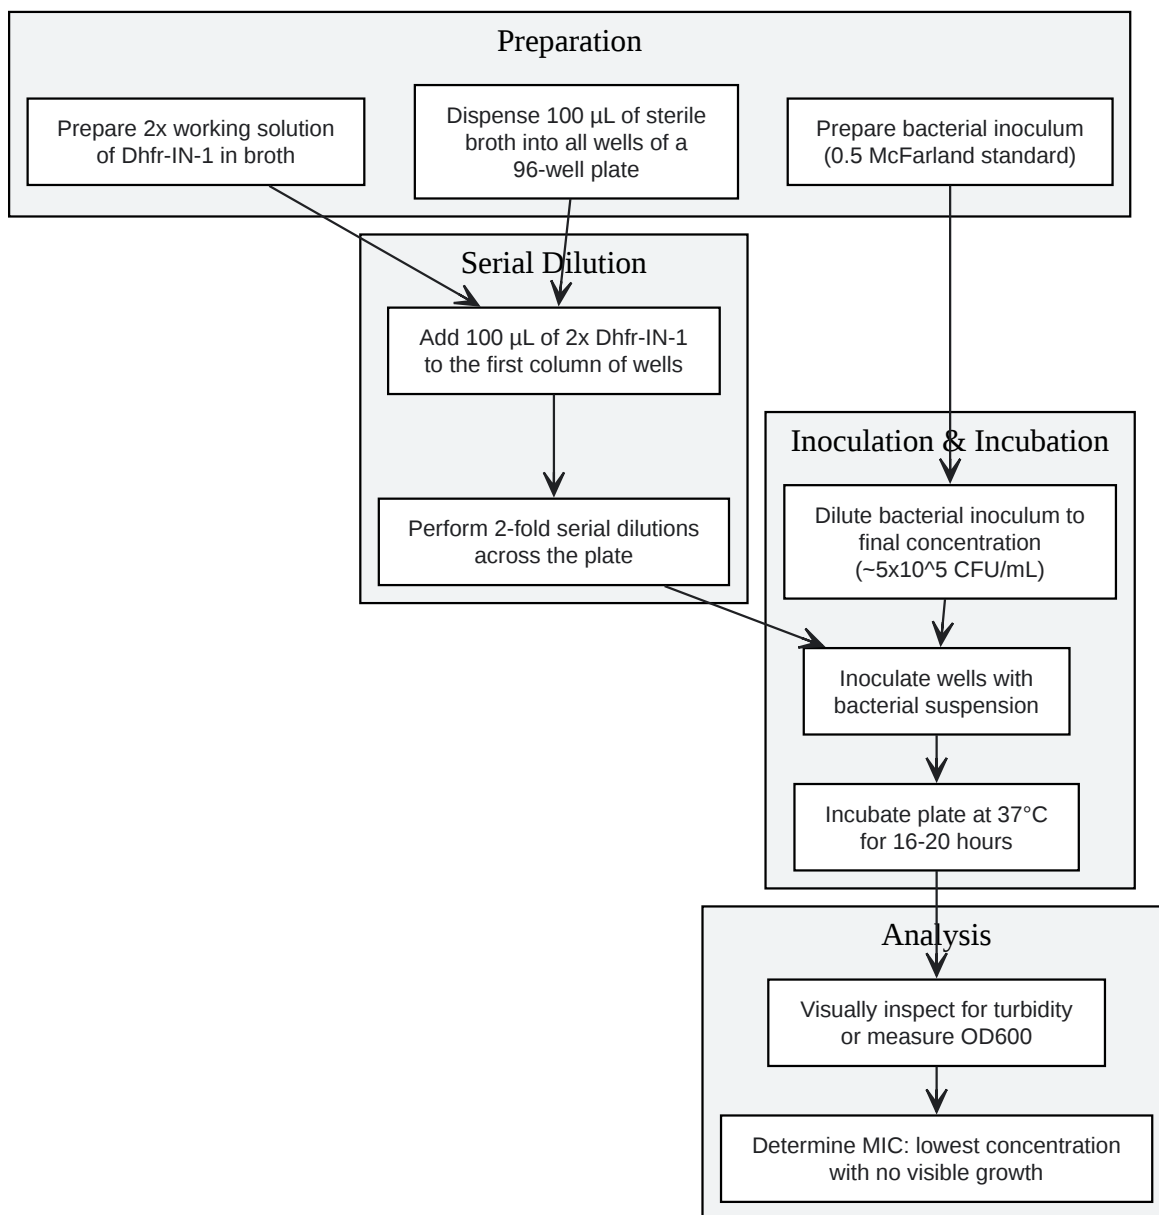 Preparation
Prepare 2x working solution
of Dhfr-IN-1 in broth
Dispense 100 µL of sterile
broth into all wells of a
96-well plate
Prepare bacterial inoculum
(0.5 McFarland standard)
Serial Dilution
Add 100 µL of 2x Dhfr-IN-1
to the first column of wells
Perform 2-fold serial dilutions
across the plate
Inoculation & Incubation
Dilute bacterial inoculum to
final concentration
(~5x10^5 CFU/mL)
Inoculate wells with
bacterial suspension
Incubate plate at 37°C
for 16-20 hours
Analysis
Visually inspect for turbidity
or measure OD600
Determine MIC: lowest concentration
with no visible growth